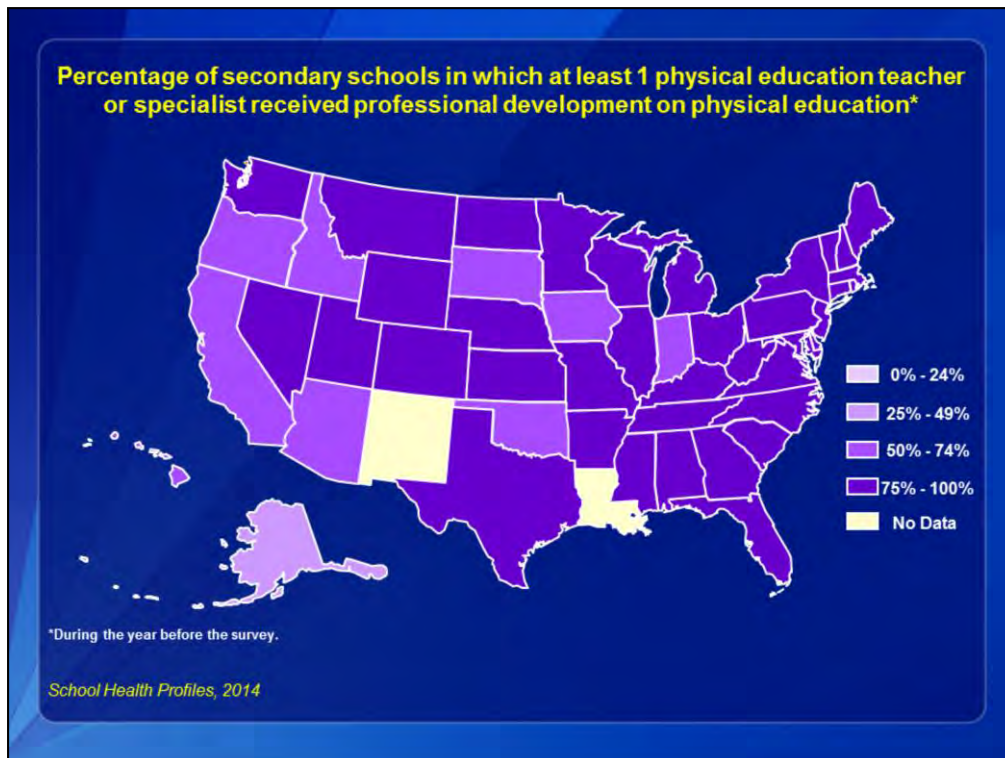 Percentage of secondary schools in which at least 1 physical education teacher
or specialist received professional development on physical education*
0% - 24%
25% - 49%
50% - 74%
75% - 100%
No Data
*During the year before the survey.
School Health Profiles, 2014